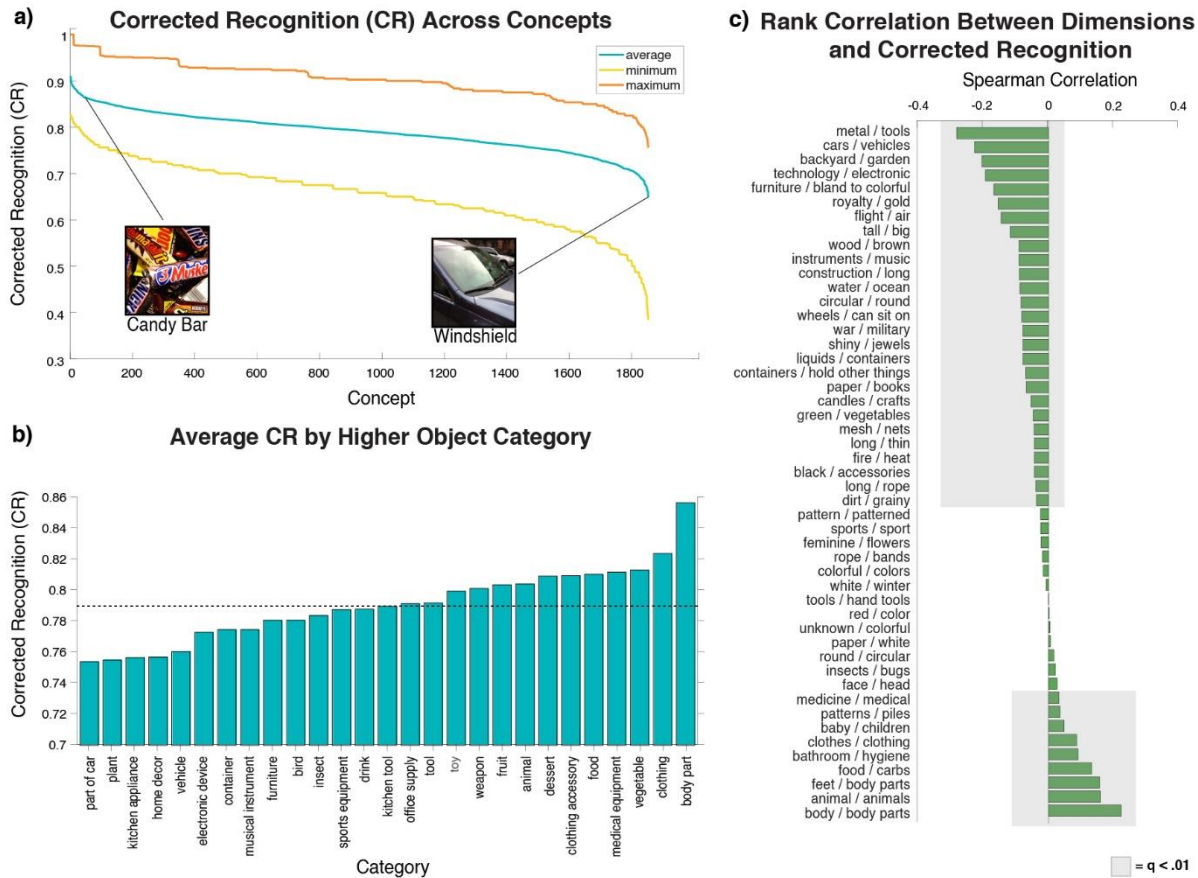 a)
Corrected Recognition (CR) Across Concepts
Corrected Recognition (CR)
1
0.9
0.8
0.7
0.6
0.5
0.4
0.3
average
minimum
maximum
Candy Bar
Windshield
0
200
400
600
800
1000
1200
1400
1600
1800
Concept
b)
Average CR by Higher Object Category
Corrected Recognition (CR)
0.86
0.84
0.82
0.8
0.78
0.76
0.74
0.72
0.7
part of car
plant
kitchen appliance
home decor
vehicle
electronic device
container
musical instrument
furniture
bird
insect
sports equipment
drink
kitchen tool
office supply
tool
toy
weapon
fruit
animal
dessert
clothing accessory
food
medical equipment
vegetable
clothing
body part
Category
c)
Rank Correlation Between Dimensions
and Corrected Recognition
Spearman Correlation
-0.4
-0.2
0
0.2
0.4
metal / tools
cars / vehicles
backyard / garden
technology / electronic
furniture / bland to colorful
royalty / gold
flight / air
tall / big
wood / brown
instruments / music
construction / long
water / ocean
circular / round
wheels / can sit on
war / military
shiny / jewels
liquids / containers
containers / hold other things
paper / books
candles / crafts
green / vegetables
mesh / nets
long / thin
fire / heat
black / accessories
long / rope
dirt / grainy
pattern / patterned
sports / sport
feminine / flowers
rope / bands
colorful / colors
white / winter
tools / hand tools
red / color
unknown / colorful
paper / white
round / circular
insects / bugs
face / head
medicine / medical
patterns / piles
baby / children
clothes / clothing
bathroom / hygiene
food / carbs
feet / body parts
animal / animals
body / body parts
= q < .01